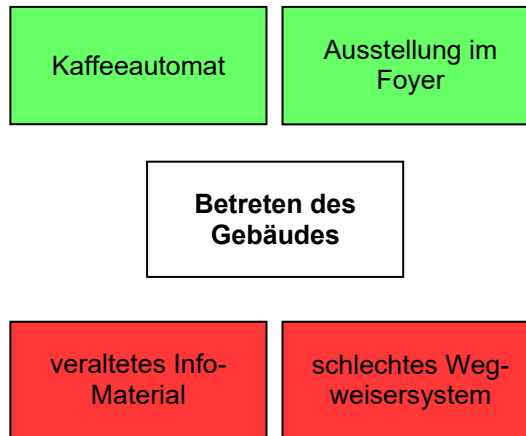 Kaffeeautomat
Ausstellung im
Foyer
Betreten des
Gebäudes
veraltetes Info-
Material
schlechtes Weg-
weisersystem